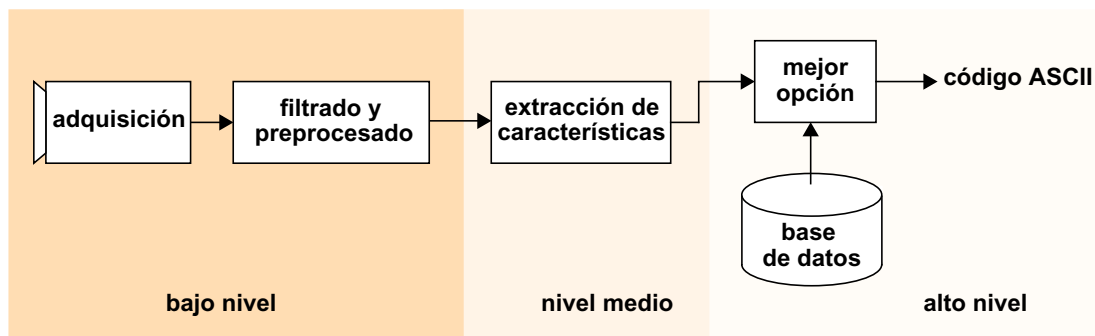 adquisición
filtrado y
preprocesado
extracción de
características
mejor
opción
código ASCII
base
de datos
bajo nivel
nivel medio
alto nivel